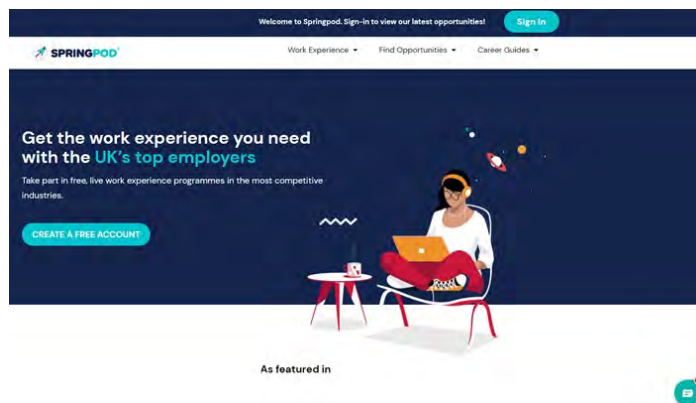 Welcome to Springpod. Sign-in to view our latest opportunities!
Sign In
SPRINGPOD
Work Experience
Find Opportunities
Career Guides
Get the work experience you need
with the UK's top employers
Take part in free, live work experience programmes in the most competitive
industries.
CREATE A FREE ACCOUNT
As featured in